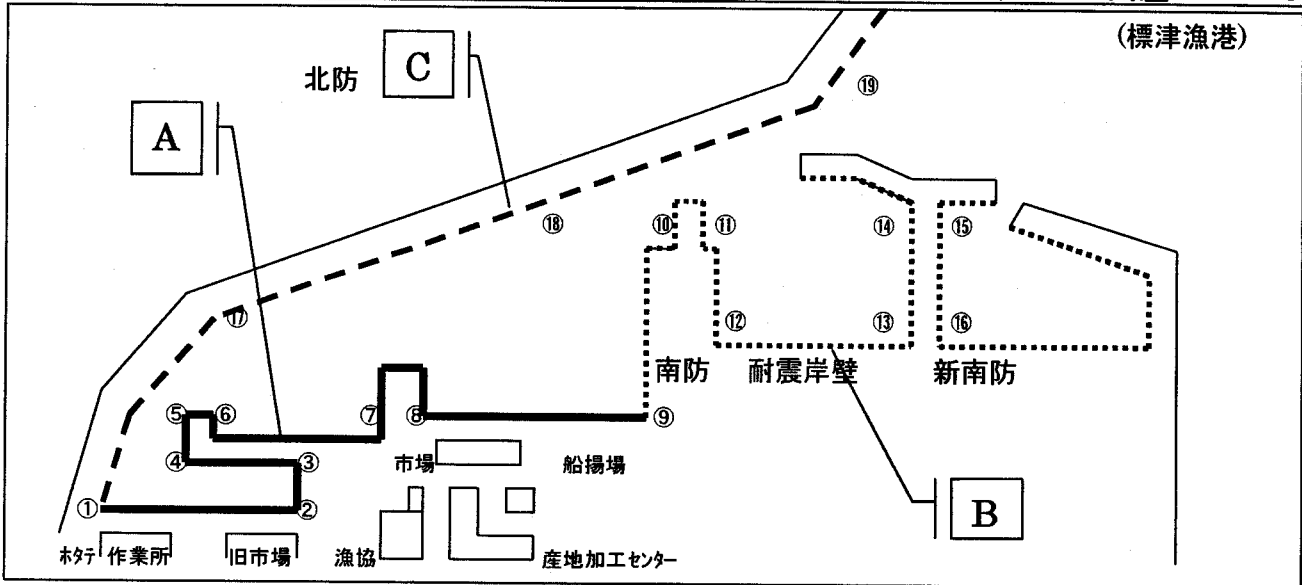 (標津漁港)
北防
C
⑲
A
⑱
⑩
⑪
⑭
⑮
⑰
⑫
⑬
⑯
南防
耐震岸壁
新南防
⑤
⑥
⑦
⑧
⑨
④
③
市場
船揚場
①
②
B
ホタテ
作業所
旧市場
漁協
産地加工センター